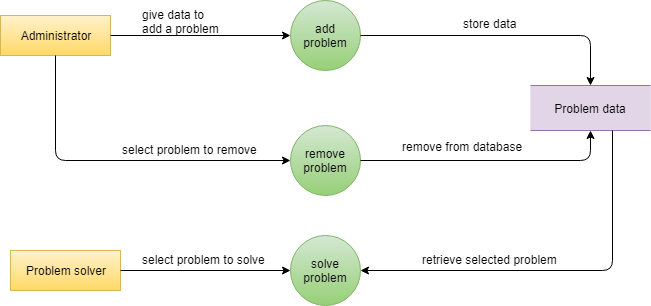 give data to
add a problem
Administrator
add
problem
store data
Problem data
select problem to remove
remove
problem
remove from database
Problem solver
select problem to solve
solve
problem
retrieve selected problem